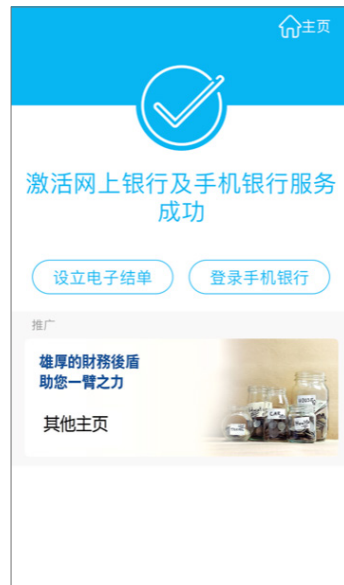 主页
激活网上银行及手机银行服务
成功
设立电子结单
登录手机银行
推广
雄厚的財務後盾
助您一臂之力
其他主页